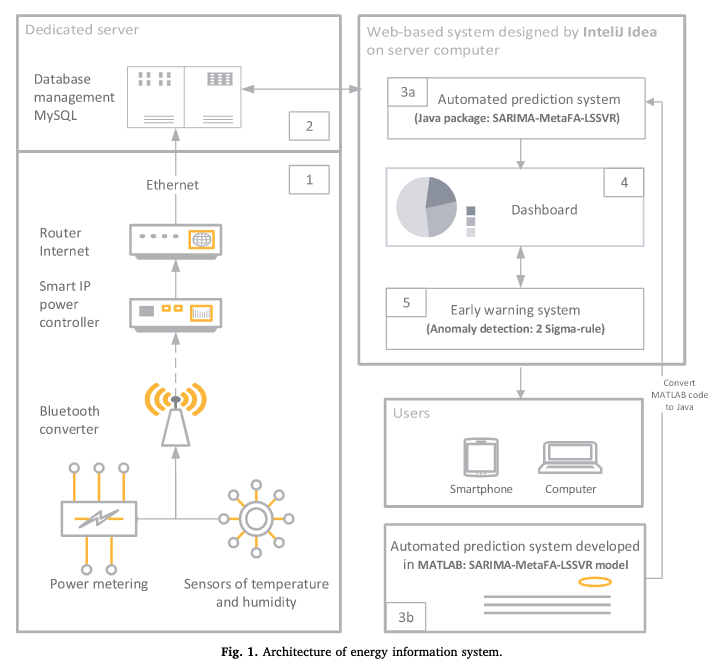 Dedicated server
Database
management
MySQL
2
1
Ethernet
Router
Internet
Smart IP
power
controller
Bluetooth
converter
Power metering
Sensors of temperature
and humidity
Web-based system designed by InteliJ Idea
on server computer
3a
Automated prediction system
(Java package: SARIMA-MetaFA-LSSVR)
4
Dashboard
5
Early warning system
(Anomaly detection: 2 Sigma-rule)
Convert
MATLAB code
to Java
Users
Smartphone
Computer
Automated prediction system developed
in MATLAB: SARIMA-MetaFA-LSSVR model
3b
Fig. 1. Architecture of energy information system.